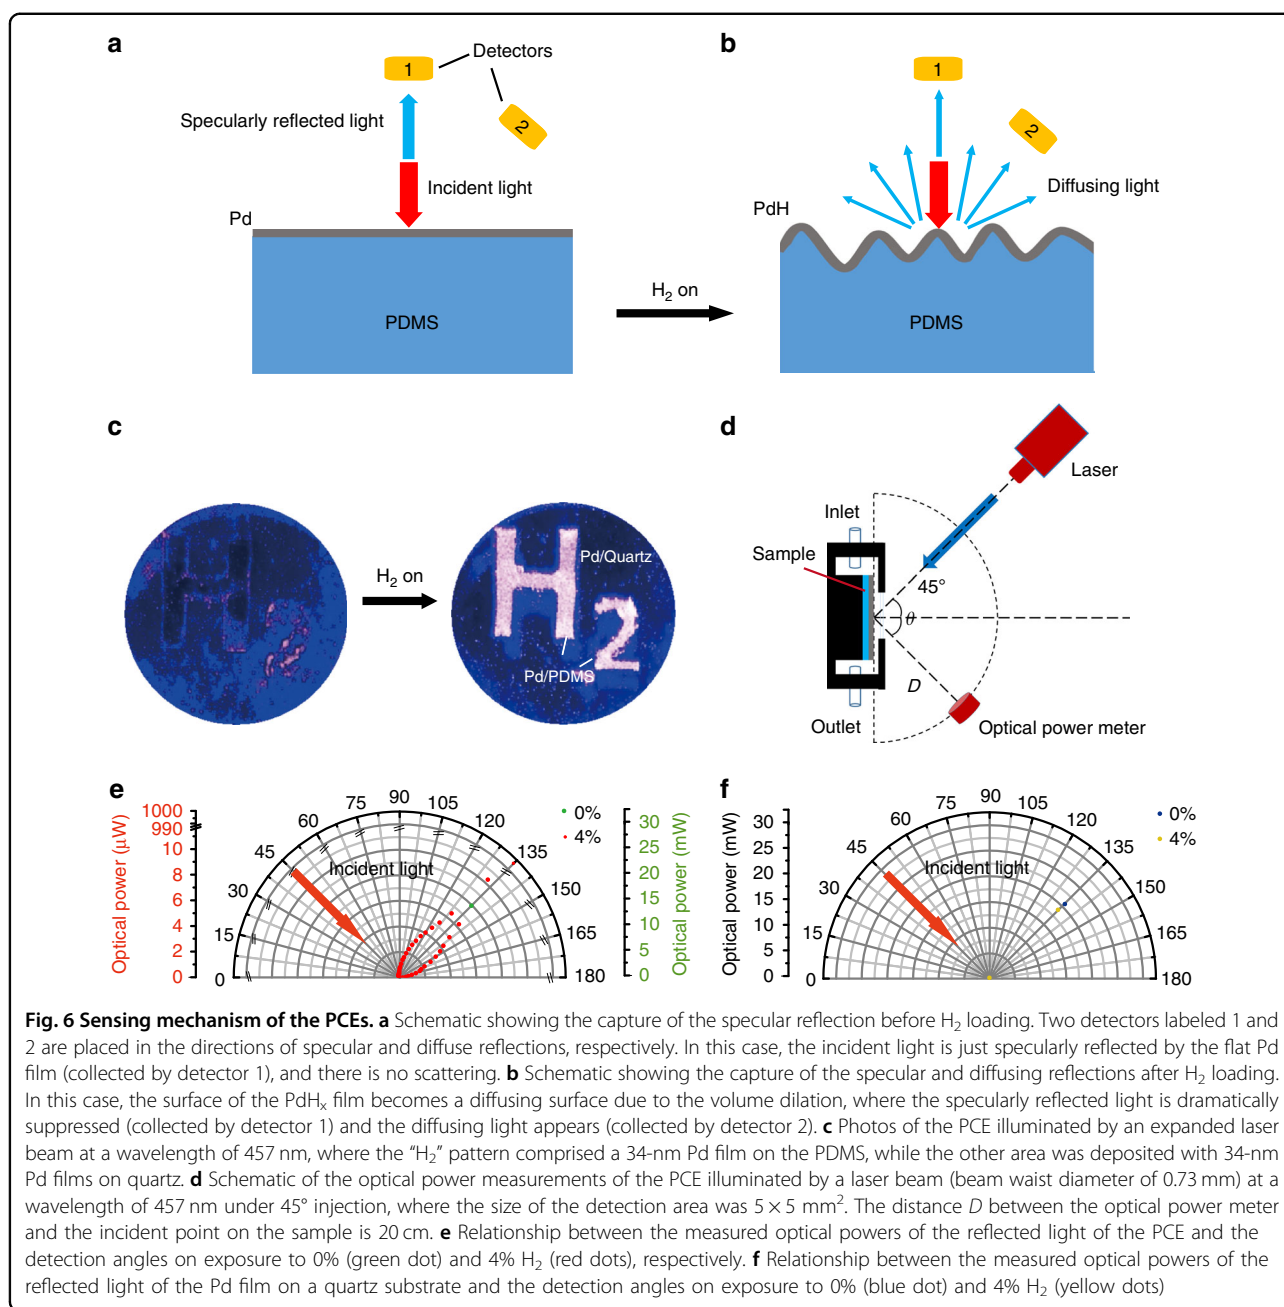 a
b
Detectors
1
2
Specularly reflected light
Incident light
Pd
PDMS
H₂ on
1
2
Diffusing light
PdH
PDMS
c
d
H₂ on
Pd/Quartz
Pd/PDMS
Laser
Inlet
Sample
45°
θ
D
Outlet
Optical power meter
e
Optical power (μW)
1000
990
10
8
6
4
2
0
0
15
30
45
60
75
90
105
120
135
150
165
180
Incident light
0%
4%
30
25
20
15
10
5
0
Optical power (mW)
f
Optical power (mW)
30
25
20
15
10
5
0
0
15
30
45
60
75
90
105
120
135
150
165
180
Incident light
0%
4%
Fig. 6 Sensing mechanism of the PCEs. a Schematic showing the capture of the specular reflection before H₂ loading. Two detectors labeled 1 and
2 are placed in the directions of specular and diffuse reflections, respectively. In this case, the incident light is just specularly reflected by the flat Pd
film (collected by detector 1), and there is no scattering. b Schematic showing the capture of the specular and diffusing reflections after H₂ loading.
In this case, the surface of the PdHₓ film becomes a diffusing surface due to the volume dilation, where the specularly reflected light is dramatically
suppressed (collected by detector 1) and the diffusing light appears (collected by detector 2). c Photos of the PCE illuminated by an expanded laser
beam at a wavelength of 457 nm, where the “H₂” pattern comprised a 34-nm Pd film on the PDMS, while the other area was deposited with 34-nm
Pd films on quartz. d Schematic of the optical power measurements of the PCE illuminated by a laser beam (beam waist diameter of 0.73 mm) at a
wavelength of 457 nm under 45° injection, where the size of the detection area was 5 × 5 mm². The distance D between the optical power meter
and the incident point on the sample is 20 cm. e Relationship between the measured optical powers of the reflected light of the PCE and the
detection angles on exposure to 0% (green dot) and 4% H₂ (red dots), respectively. f Relationship between the measured optical powers of the
reflected light of the Pd film on a quartz substrate and the detection angles on exposure to 0% (blue dot) and 4% H₂ (yellow dots)